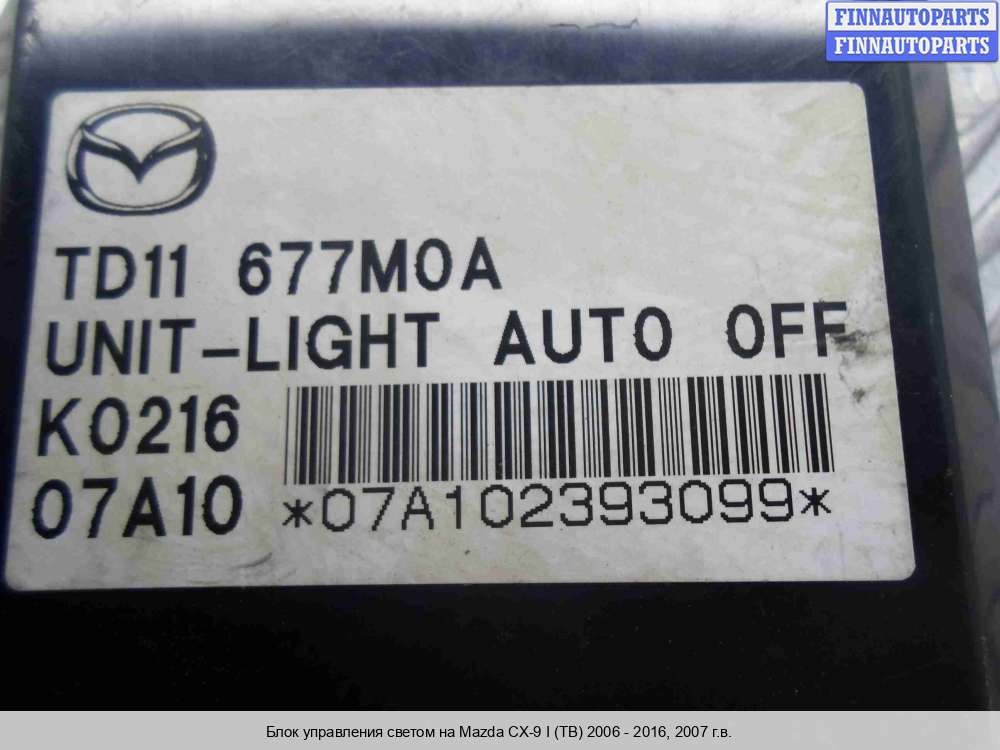 FINNAUTOPARTS
FINNAUTOPARTS
TD11 677M0A
UNIT-LIGHT AUTO OFF
K0216
07A10
*07A102393099*
Блок управления светом на Mazda CX-9 I (TB) 2006 - 2016, 2007 г.в.